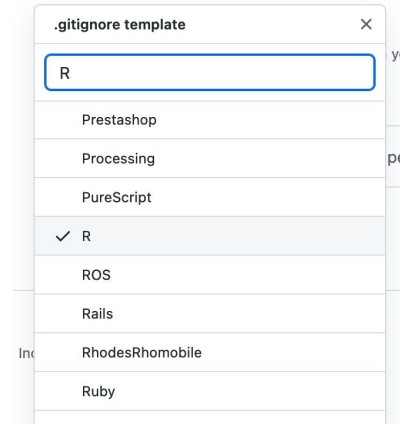 .gitignore template
R
Prestashop
Processing
PureScript
R
ROS
Rails
RhodesRhomobile
Ruby